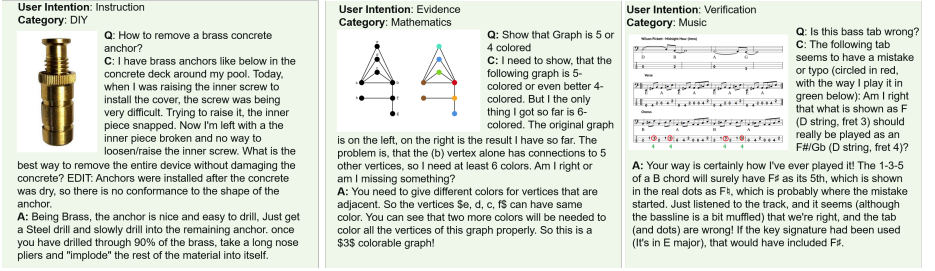 User Intention: Instruction
Category: DIY
Q: How to remove a brass concrete
anchor?
C: I have brass anchors like below in the
concrete deck around my pool. Today,
when I was raising the inner screw to
install the cover, the screw was being
very difficult. Trying to raise it, the inner
piece snapped. Now I'm left with a the
inner piece broken and no way to
loosen/raise the inner screw. What is the
best way to remove the entire device without damaging the
concrete? EDIT: Anchors were installed after the concrete
was dry, so there is no conformance to the shape of the
anchor.
A: Being Brass, the anchor is nice and easy to drill, Just get
a Steel drill and slowly drill into the remaining anchor. once
you have drilled through 90% of the brass, take a long nose
pliers and "implode" the rest of the material into itself.
User Intention: Evidence
Category: Mathematics
Q: Show that Graph is 5 or
4 colored
C: I need to show, that the
following graph is 5-
colored or even better 4-
colored. But I the only
thing I got so far is 6-
colored. The original graph
is on the left, on the right is the result I have so far. The
problem is, that the (b) vertex alone has connections to 5
other vertices, so I need at least 6 colors. Am I right or
am I missing something?
A: You need to give different colors for vertices that are
adjacent. So the vertices $e, d, c, f$ can have same
color. You can see that two more colors will be needed to
color all the vertices of this graph properly. So this is a
$3$ colorable graph!
User Intention: Verification
Category: Music
Wilson Pickett - Midnight Hour (Intro)
D B A G
Verse
E A E A
Chorus
B A B A
4 4 4 4
Q: Is this bass tab wrong?
C: The following tab
seems to have a mistake
or typo (circled in red,
with the way I play it in
green below): Am I right
that what is shown as F
(D string, fret 3) should
really be played as an
F#/Gb (D string, fret 4)?
A: Your way is certainly how I've ever played it! The 1-3-5
of a B chord will surely have F♯ as its 5th, which is shown
in the real dots as F♮, which is probably where the mistake
started. Just listened to the track, and it seems (although
the bassline is a bit muffled) that we're right, and the tab
(and dots) are wrong! If the key signature had been used
(It's in E major), that would have included F♯.